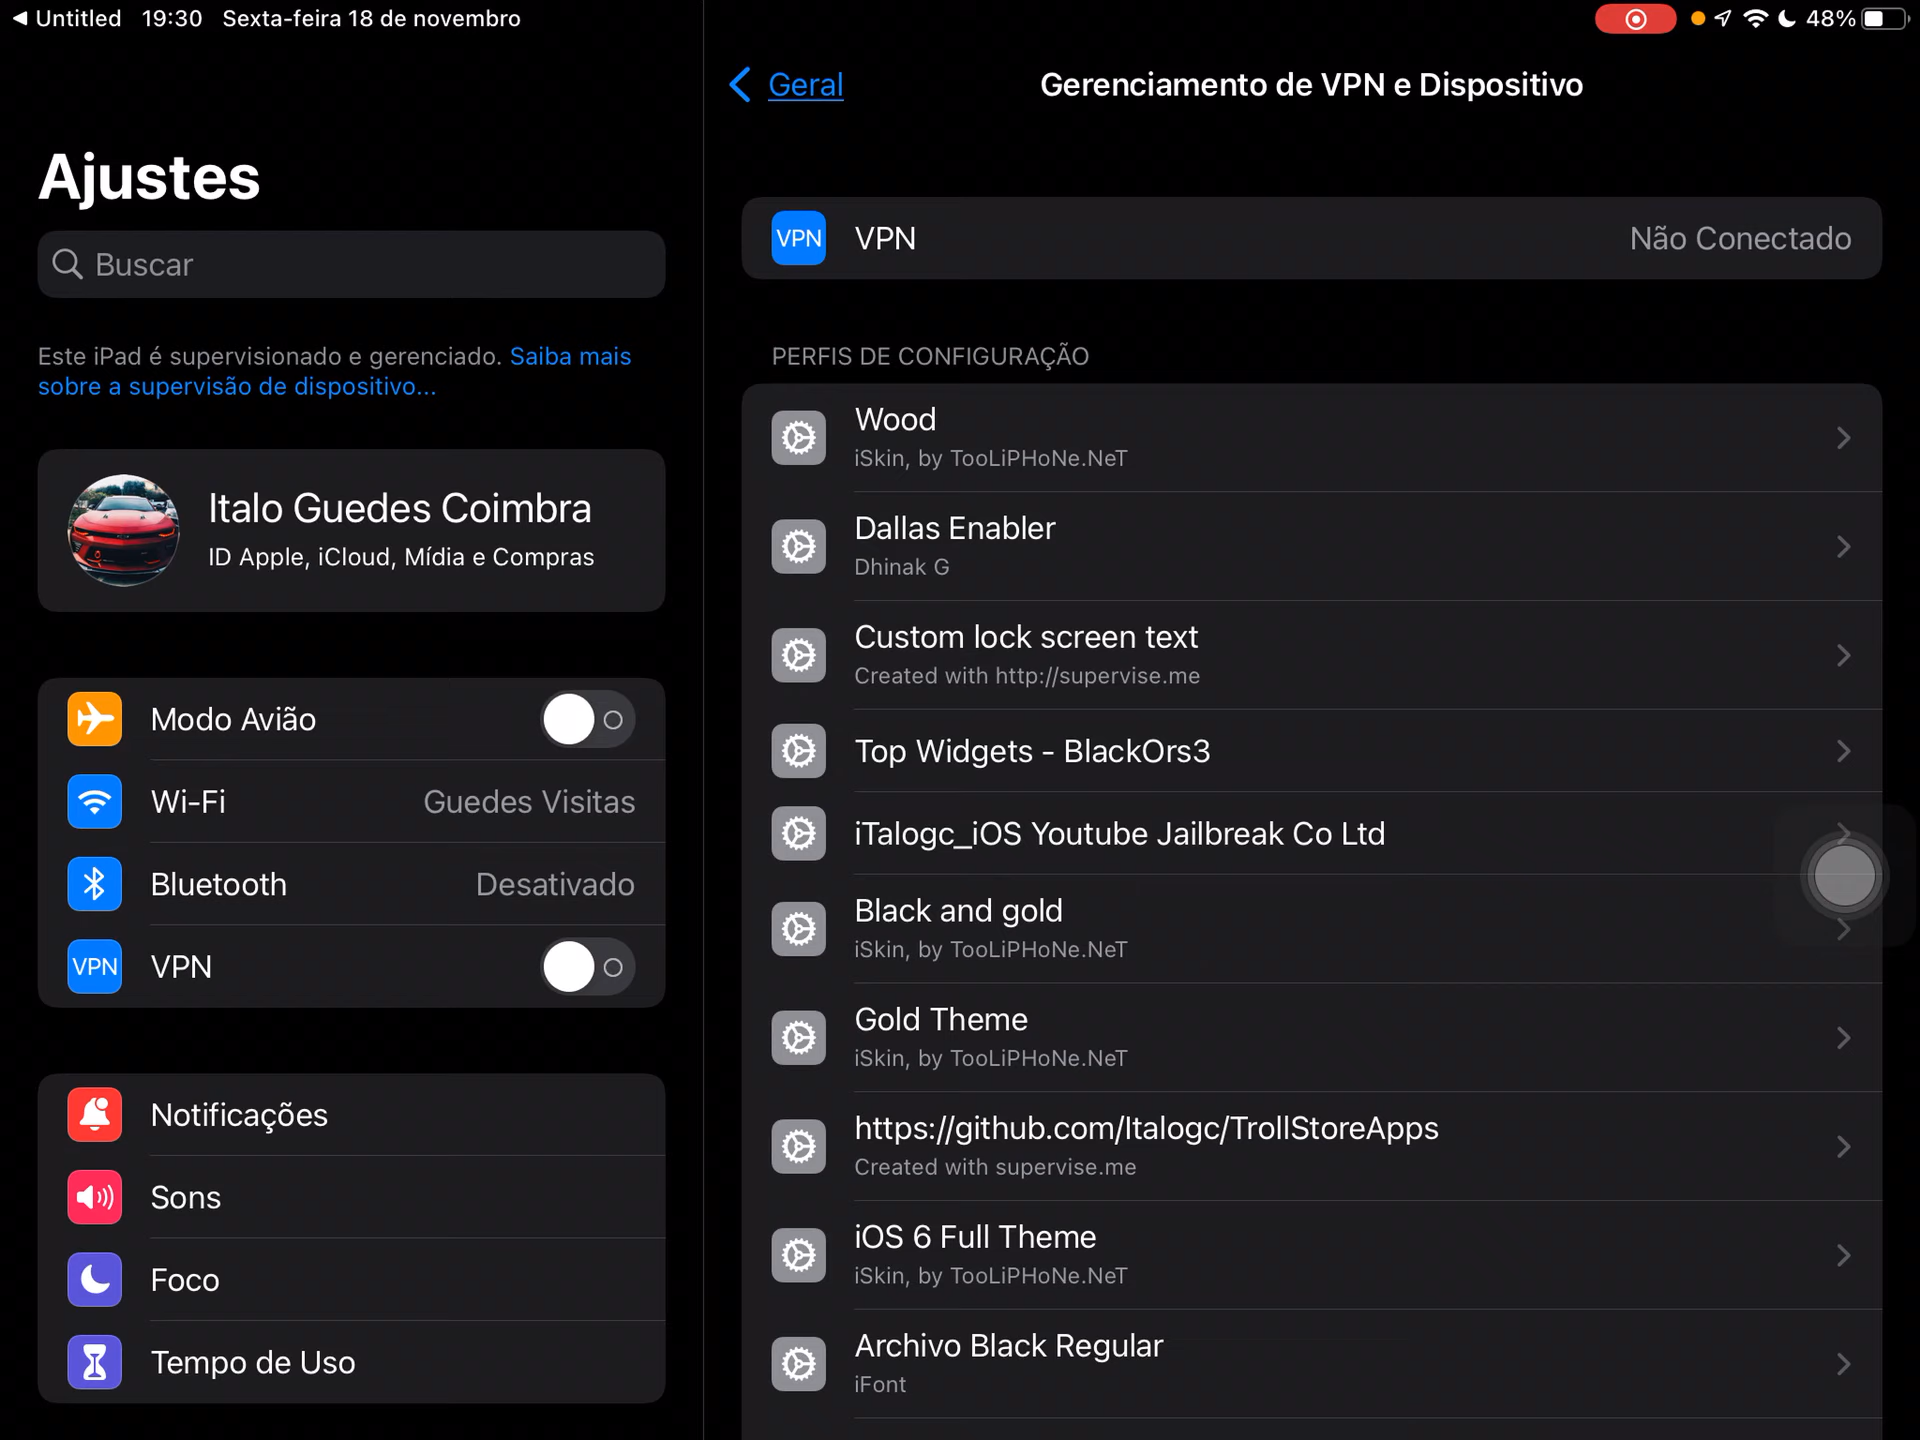 Untitled 19:30 Sexta-feira 18 de novembro
48%
Ajustes
Buscar
Este iPad é supervisionado e gerenciado. Saiba mais
sobre a supervisão de dispositivo...
Italo Guedes Coimbra
ID Apple, iCloud, Mídia e Compras
Modo Avião
Wi-Fi Guedes Visitas
Bluetooth Desativado
VPN VPN
Notificações
Sons
Foco
Tempo de Uso
Geral
Gerenciamento de VPN e Dispositivo
VPN VPN Não Conectado
PERFIS DE CONFIGURAÇÃO
Wood
iSkin, by TooLiPHoNe.NeT
Dallas Enabler
Dhinak G
Custom lock screen text
Created with http://supervise.me
Top Widgets - BlackOrs3
iTalogc_iOS Youtube Jailbreak Co Ltd
Black and gold
iSkin, by TooLiPHoNe.NeT
Gold Theme
iSkin, by TooLiPHoNe.NeT
https://github.com/Italogc/TrollStoreApps
Created with supervise.me
iOS 6 Full Theme
iSkin, by TooLiPHoNe.NeT
Archivo Black Regular
iFont